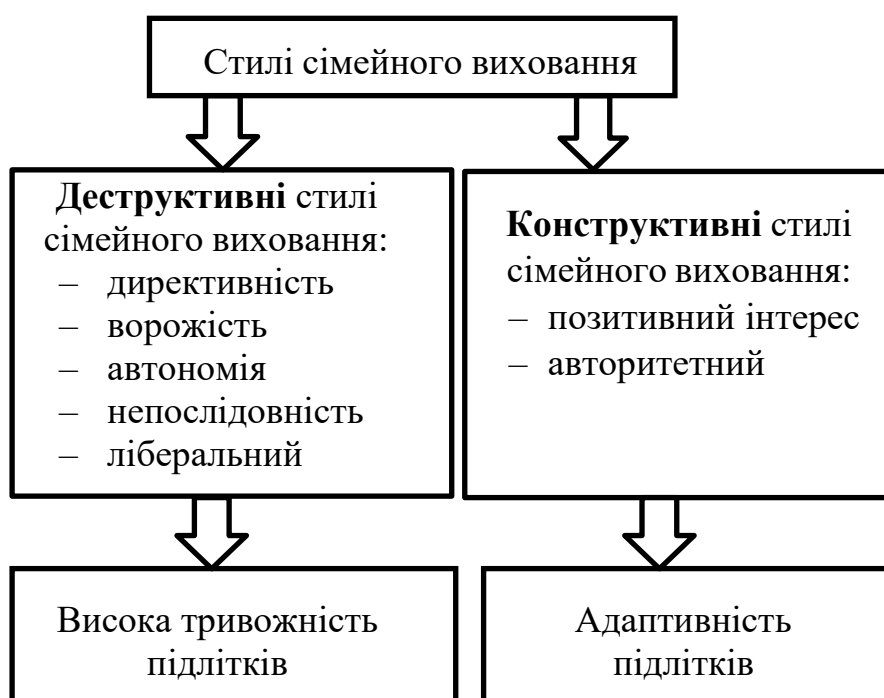 Стилі сімейного виховання
Деструктивні стилі
сімейного виховання:
– директивність
– ворожість
– автономія
– непослідовність
– ліберальний
Конструктивні стилі
сімейного виховання:
– позитивний інтерес
– авторитетний
Висока тривожність
підлітків
Адаптивність
підлітків